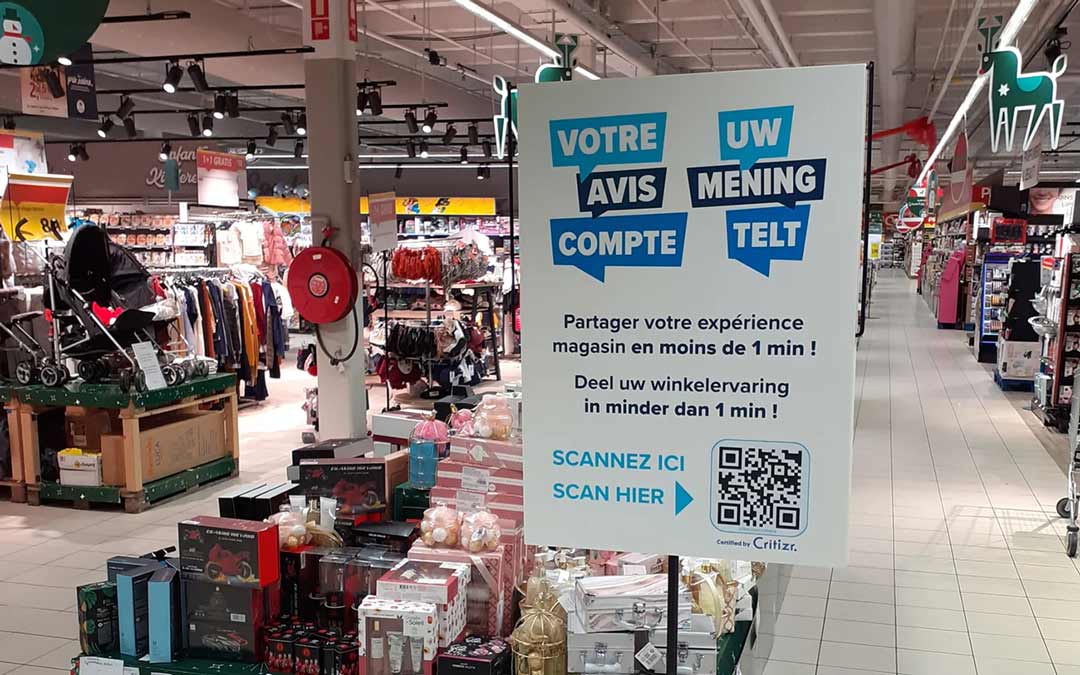 VOTRE
AVIS
COMPTE
UW
MENING
TELT
Partager votre expérience
magasin en moins de 1 min !
Deel uw winkelervaring
in minder dan 1 min !
SCANNEZ ICI
SCAN HIER
Certified by Critizr.
1+1 GRATIS